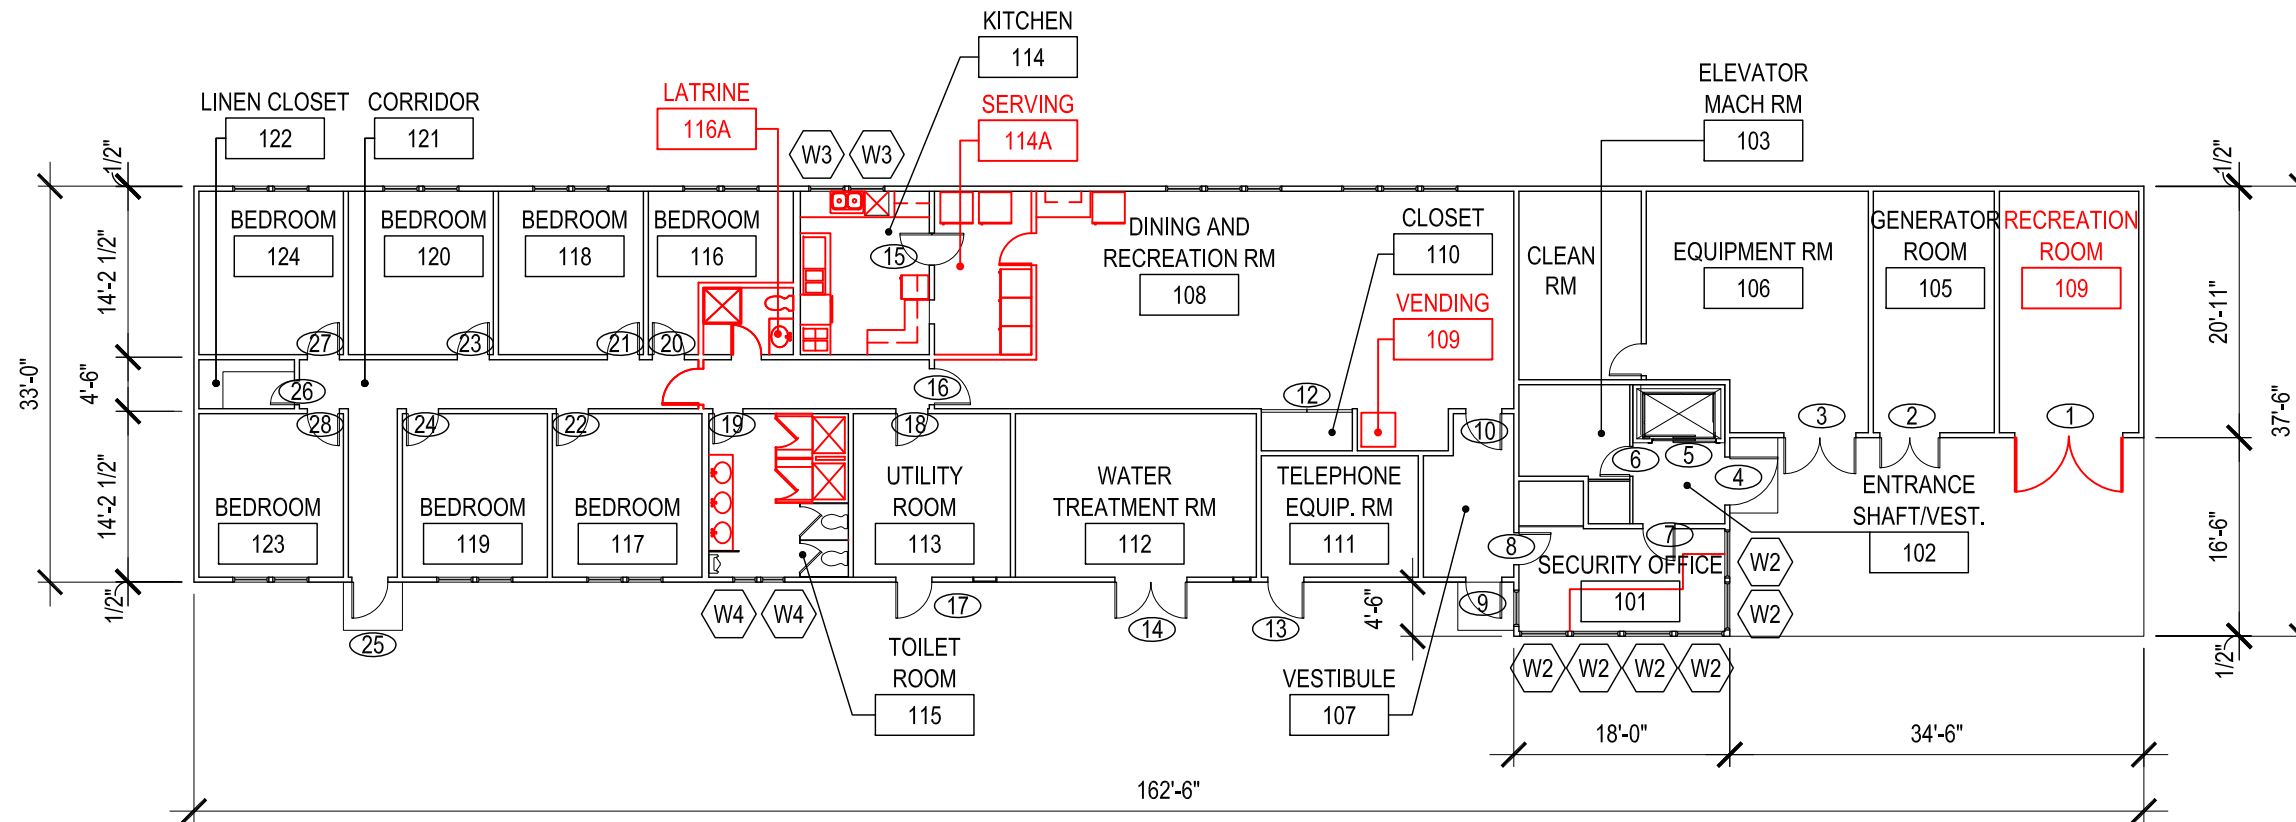 KITCHEN
114
ELEVATOR
MACH RM
103
LINEN CLOSET
122
CORRIDOR
121
LATRINE
116A
SERVING
114A
W3
W3
1/2"
1/2"
BEDROOM
124
BEDROOM
120
BEDROOM
118
BEDROOM
116
15
DINING AND
RECREATION RM
108
CLOSET
110
VENDING
109
CLEAN
RM
EQUIPMENT RM
106
GENERATOR
ROOM
105
RECREATION
ROOM
109
33'-0"
14'-2 1/2"
4'-6"
14'-2 1/2"
1/2"
20'-11"
16'-6"
1/2"
37'-6"
27
23
21
20
26
16
12
28
24
22
19
18
10
3
2
1
6
5
4
BEDROOM
123
BEDROOM
119
BEDROOM
117
UTILITY
ROOM
113
WATER
TREATMENT RM
112
TELEPHONE
EQUIP. RM
111
ENTRANCE
SHAFT/VEST.
102
7
8
SECURITY OFFICE
101
W2
W2
9
4'-6"
25
W4
W4
17
14
13
TOILET
ROOM
115
VESTIBULE
107
W2
W2
W2
W2
18'-0"
34'-6"
162'-6"